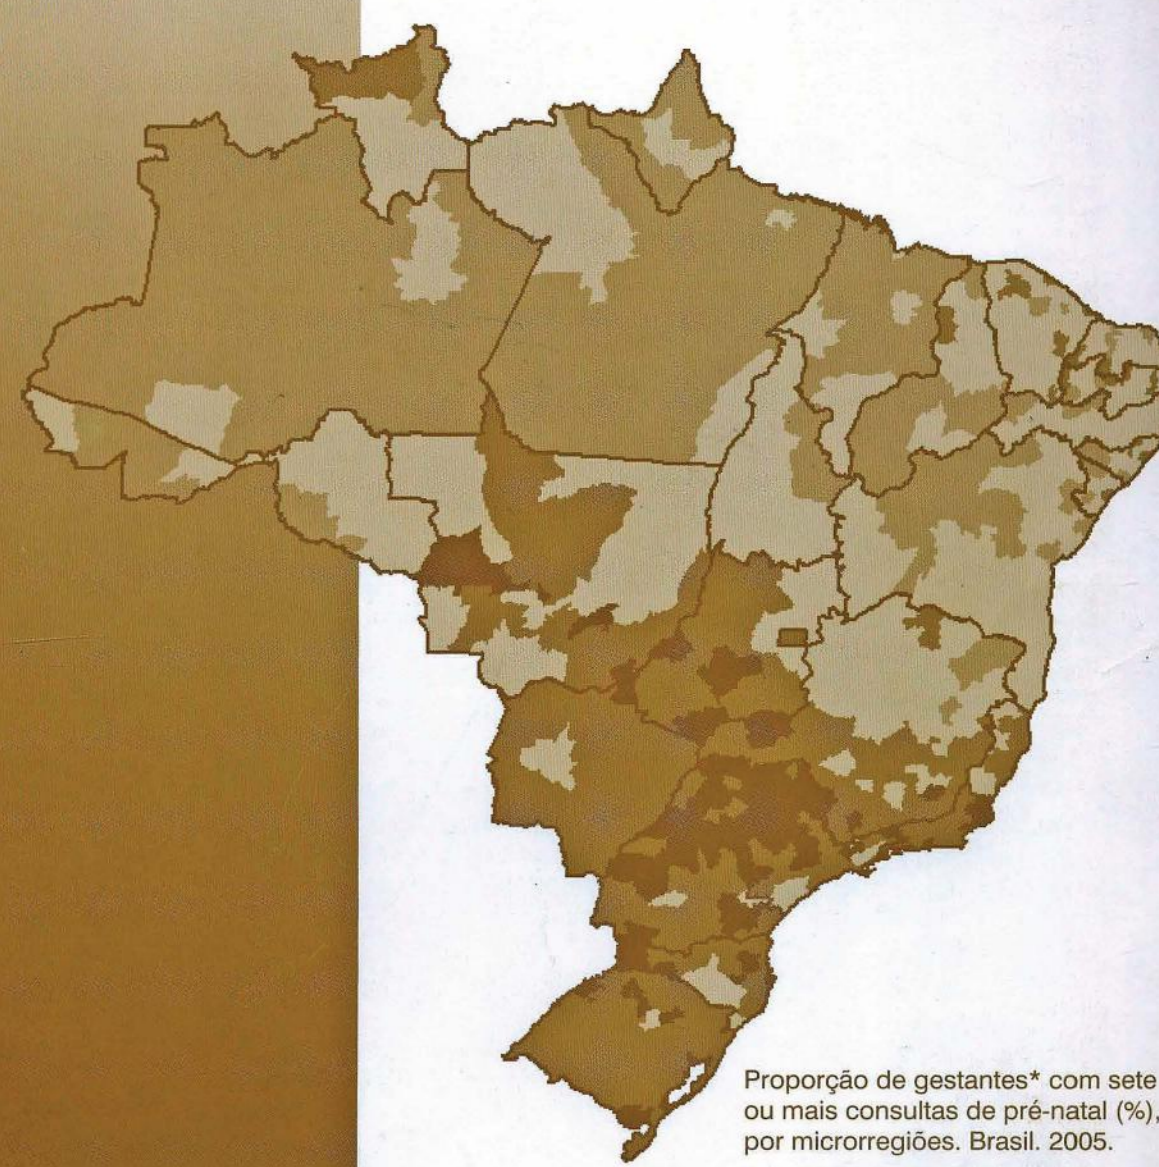 Proporção de gestantes* com sete
ou mais consultas de pré-natal (%),
por microrregiões. Brasil. 2005.